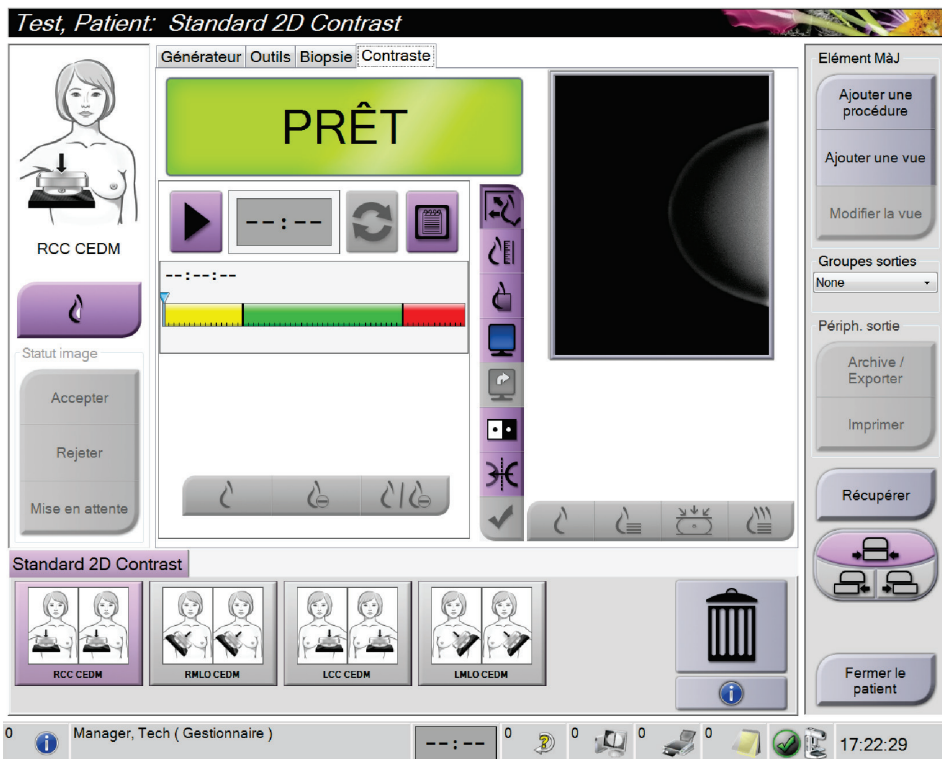 Test, Patient: Standard 2D Contrast
Générateur Outils Biopsie Contraste
Elément MàJ
PRÊT
Ajouter une
procédure
Ajouter une vue
Modifier la vue
RCC CEDM
--:--
--:--:--
Groupes sorties
None
Périph. sortie
Statut image
Accepter
Rejeter
Mise en attente
Archive /
Exporter
Imprimer
Récupérer
Standard 2D Contrast
RCC CEDM
RMLO CEDM
LCC CEDM
LMLO CEDM
Fermer le
patient
0 Manager, Tech ( Gestionnaire ) --:-- 0 0 0 0 17:22:29